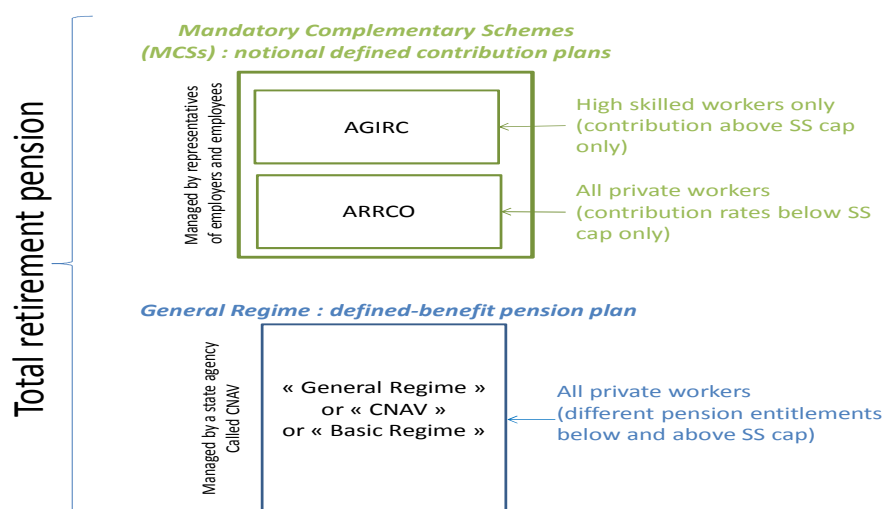 Total retirement pension
Mandatory Complementary Schemes
(MCSs) : notional defined contribution plans
Managed by representatives
of employers and employees
AGIRC
High skilled workers only
(contribution above SS cap
only)
ARRCO
All private workers
(contribution rates below SS
cap only)
General Regime : defined-benefit pension plan
Managed by a state agency
Called CNAV
« General Regime »
or « CNAV »
or « Basic Regime »
All private workers
(different pension entitlements
below and above SS cap)